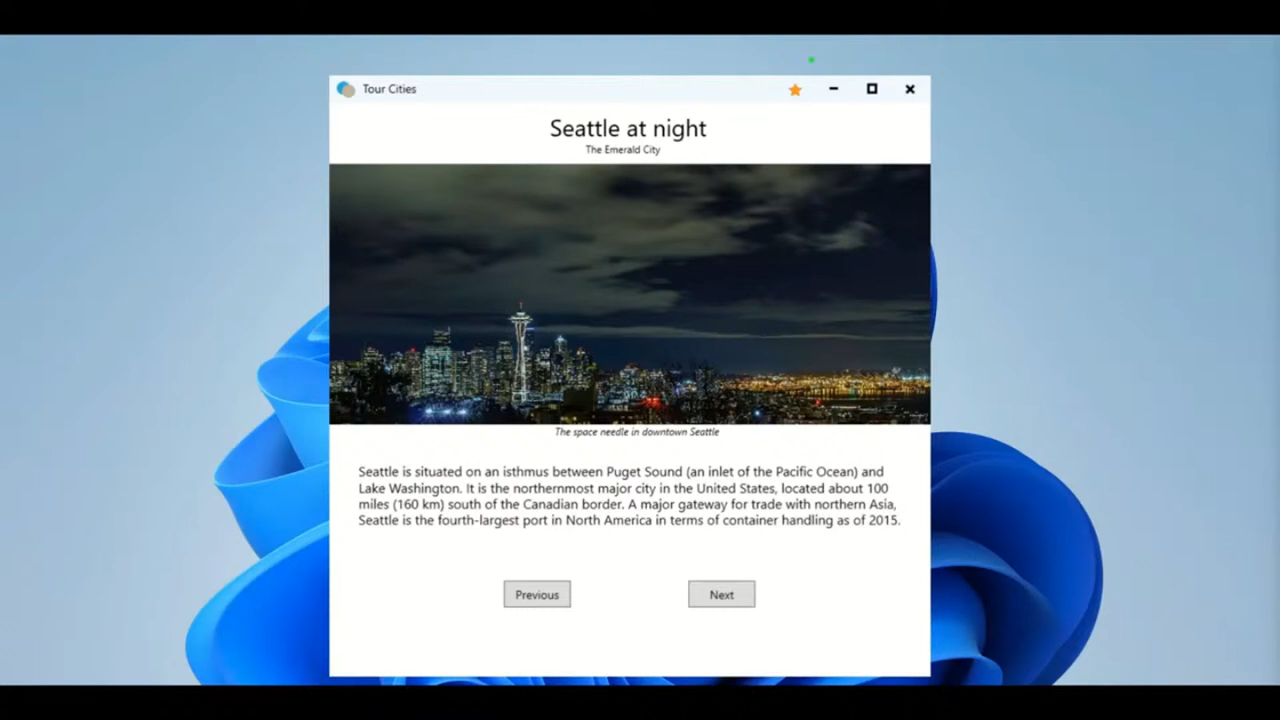 Tour Cities
Seattle at night
The Emerald City
The space needle in downtown Seattle
Seattle is situated on an isthmus between Puget Sound (an inlet of the Pacific Ocean) and
Lake Washington. It is the northernmost major city in the United States, located about 100
miles (160 km) south of the Canadian border. A major gateway for trade with northern Asia,
Seattle is the fourth-largest port in North America in terms of container handling as of 2015.
Previous
Next